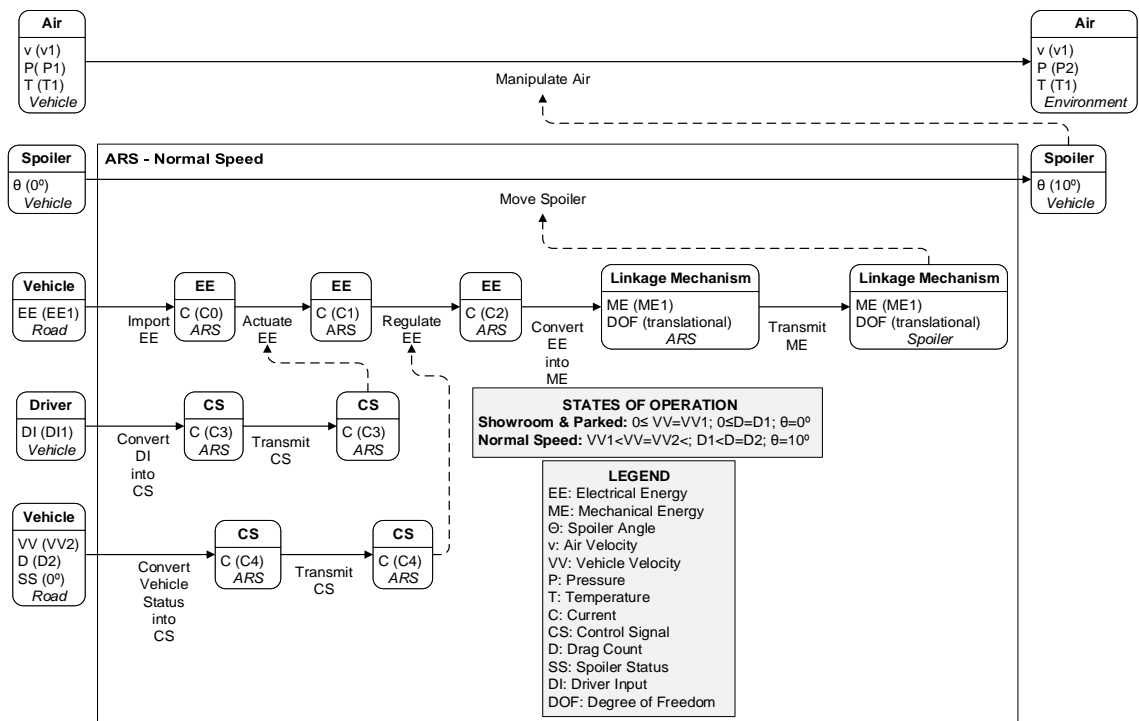 Air
v (v1)
P( P1)
T (T1)
Vehicle
Manipulate Air
Air
v (v1)
P (P2)
T (T1)
Environment
Spoiler
θ (0º)
Vehicle
ARS - Normal Speed
Move Spoiler
Spoiler
θ (10º)
Vehicle
Vehicle
EE (EE1)
Road
Import
EE
EE
C (C0)
ARS
Actuate
EE
EE
C (C1)
ARS
Regulate
EE
EE
C (C2)
ARS
Convert
EE
into
ME
Linkage Mechanism
ME (ME1)
DOF (translational)
ARS
Transmit
ME
Linkage Mechanism
ME (ME1)
DOF (translational)
Spoiler
Driver
DI (DI1)
Vehicle
Convert
DI
into
CS
CS
C (C3)
ARS
Transmit
CS
CS
C (C3)
ARS
STATES OF OPERATION
Showroom & Parked: 0≤ VV=VV1; 0≤D=D1; θ=0º
Normal Speed: VV1<VV=VV2<; D1<D=D2; θ=10º
Vehicle
VV (VV2)
D (D2)
SS (0º)
Road
Convert
Vehicle
Status
into
CS
CS
C (C4)
ARS
Transmit
CS
CS
C (C4)
ARS
LEGEND
EE: Electrical Energy
ME: Mechanical Energy
Θ: Spoiler Angle
v: Air Velocity
VV: Vehicle Velocity
P: Pressure
T: Temperature
C: Current
CS: Control Signal
D: Drag Count
SS: Spoiler Status
DI: Driver Input
DOF: Degree of Freedom